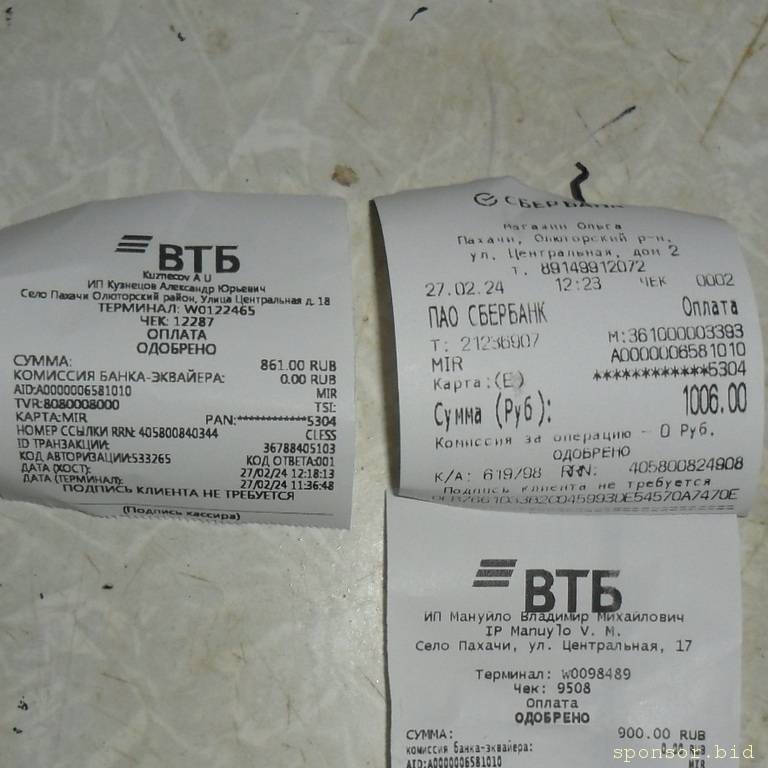 ВТБ
Kuznecov A U
ИП Кузнецов Александр Юрьевич
Село Пахачи Олюторский район, Улица Центральная д. 18
ТЕРМИНАЛ: W0122465
ЧЕК: 12287
ОПЛАТА
ОДОБРЕНО
СУММА: 861.00 RUB
КОМИССИЯ БАНКА-ЭКВАЙЕРА: 0.00 RUB
AID:A0000006581010 MIR
TVR:8080008000 TSI:
КАРТА:MIR PAN:************5304
НОМЕР ССЫЛКИ RRN: 405800840344 CLESS
ID ТРАНЗАКЦИИ: 36788405103
КОД АВТОРИЗАЦИИ:533265 КОД ОТВЕТА:001
ДАТА (ХОСТ): 27/02/24 12:18:13
ДАТА (ТЕРМИНАЛ): 27/02/24 11:36:48
ПОДПИСЬ КЛИЕНТА НЕ ТРЕБУЕТСЯ
(Подпись кассира)
СБЕРБАНК
Магазин Ольга
Пахачи, Олюторский р-н,
ул. Центральная, дом 2
т. 89149912072
27.02.24 12:23 ЧЕК 0002
ПАО СБЕРБАНК Оплата
Т: 21236907 М:361000003393
MIR A0000006581010
Карта:(E) ************5304
Сумма (Руб): 1006.00
Комиссия за операцию – 0 Руб.
ОДОБРЕНО
К/А: 619798 RRN: 405800824908
Подпись клиента не требуется
ВТБ
ИП Мануйло Владимир Михайлович
IP Manuylo V. M.
Село Пахачи, ул. Центральная, 17
Терминал: W0098489
Чек: 9508
Оплата
ОДОБРЕНО
СУММА: 900.00 RUB
комиссия банка-эквайера:
AID:A0000006581010 MIR
sponsor.bid